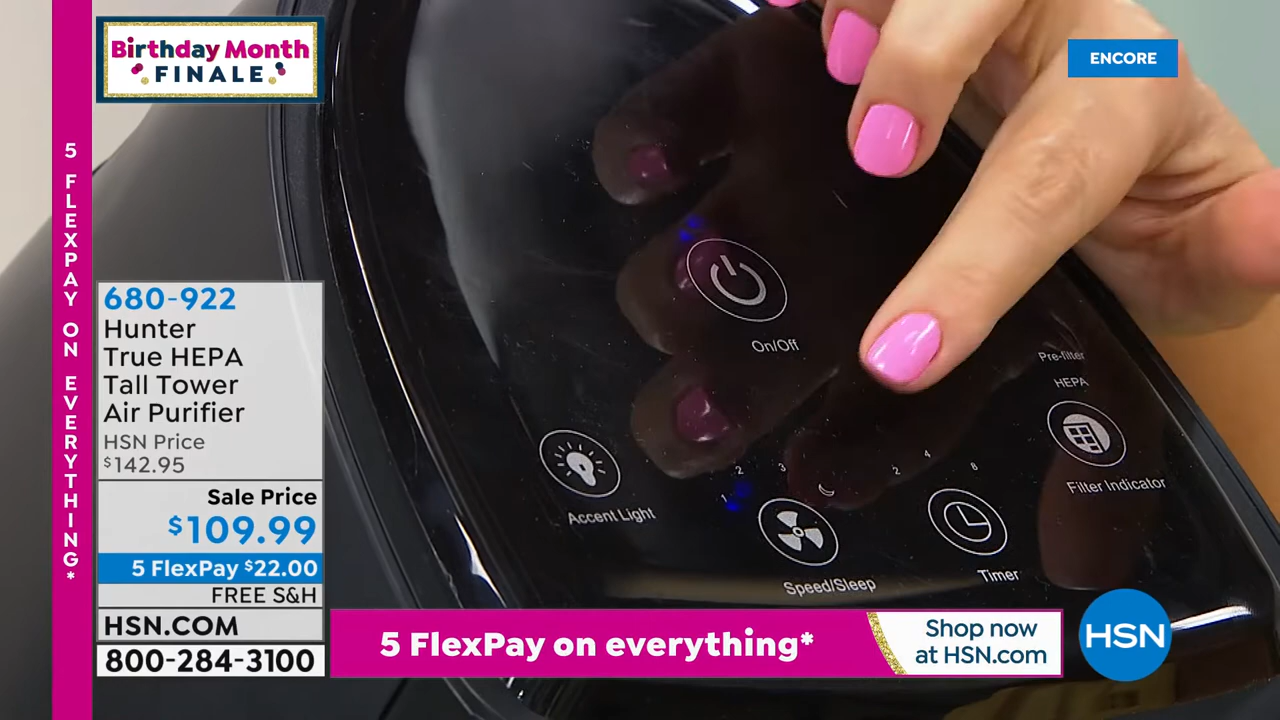 Birthday Month
FINALE
ENCORE
5 FLEXPAY ON EVERYTHING*
680-922
Hunter
True HEPA
Tall Tower
Air Purifier
HSN Price
$142.95
Sale Price
$109.99
5 FlexPay $22.00
FREE S&H
HSN.COM
800-284-3100
On/Off
Pre-filter
HEPA
Filter Indicator
Accent Light
1 2 3
Speed/Sleep
2 4 8
Timer
5 FlexPay on everything*
Shop now
at HSN.com
HSN